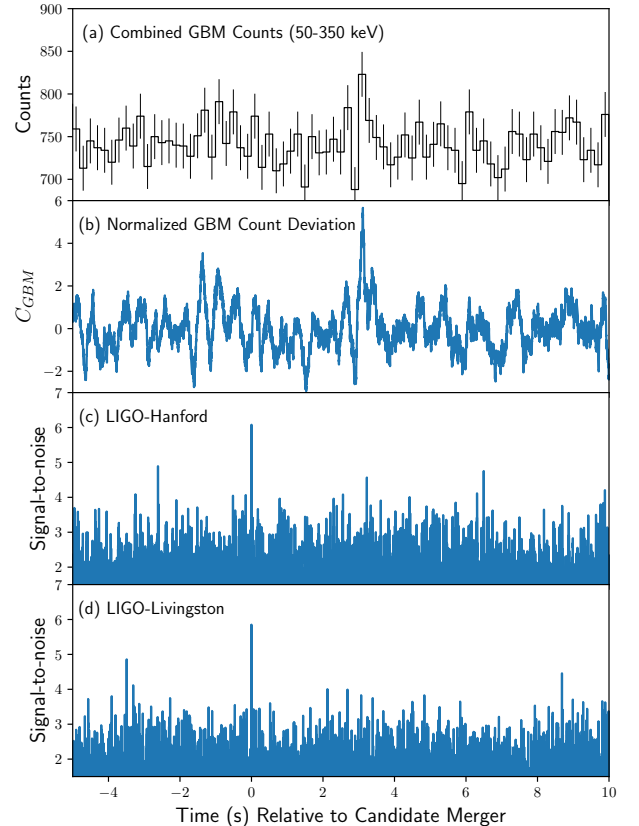 900
(a) Combined GBM Counts (50-350 keV)
850
800
Counts
750
700
6
(b) Normalized GBM Count Deviation
4
2
C_GBM
0
−2
7
(c) LIGO-Hanford
6
5
Signal-to-noise
4
3
2
7
(d) LIGO-Livingston
6
5
Signal-to-noise
4
3
2
−4 −2 0 2 4 6 8 10
Time (s) Relative to Candidate Merger